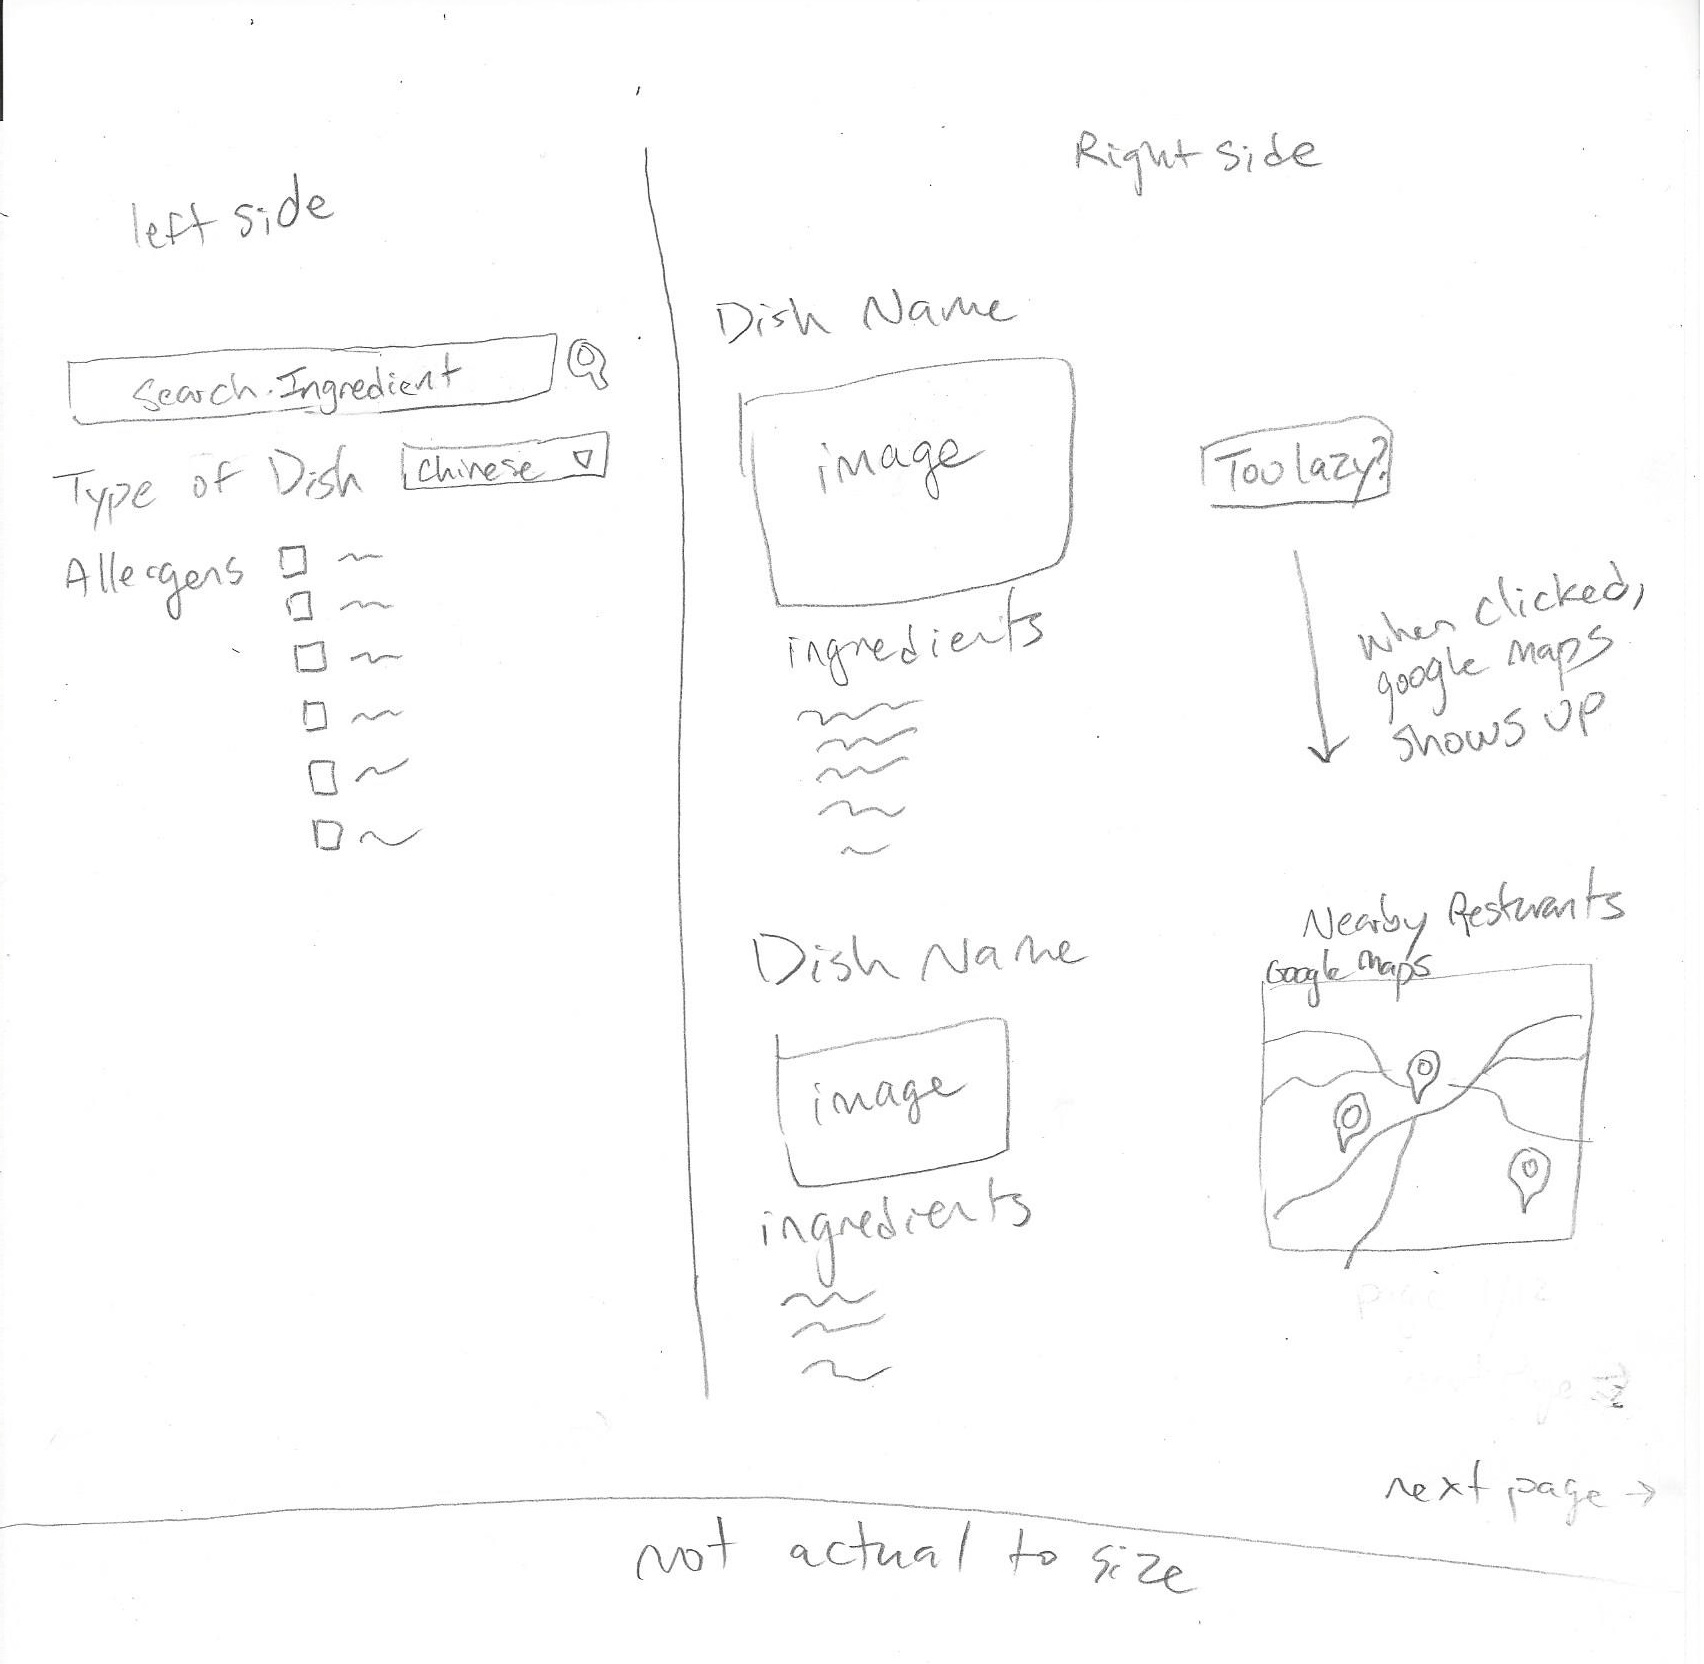 left side
Right side
Search Ingredient
Type of Dish Chinese
Allergens
Dish Name
image
ingredients
Too lazy?
when clicked,
google maps
shows up
Dish Name
image
ingredients
Nearby Resturants
Google Maps
next page →
not actual to size